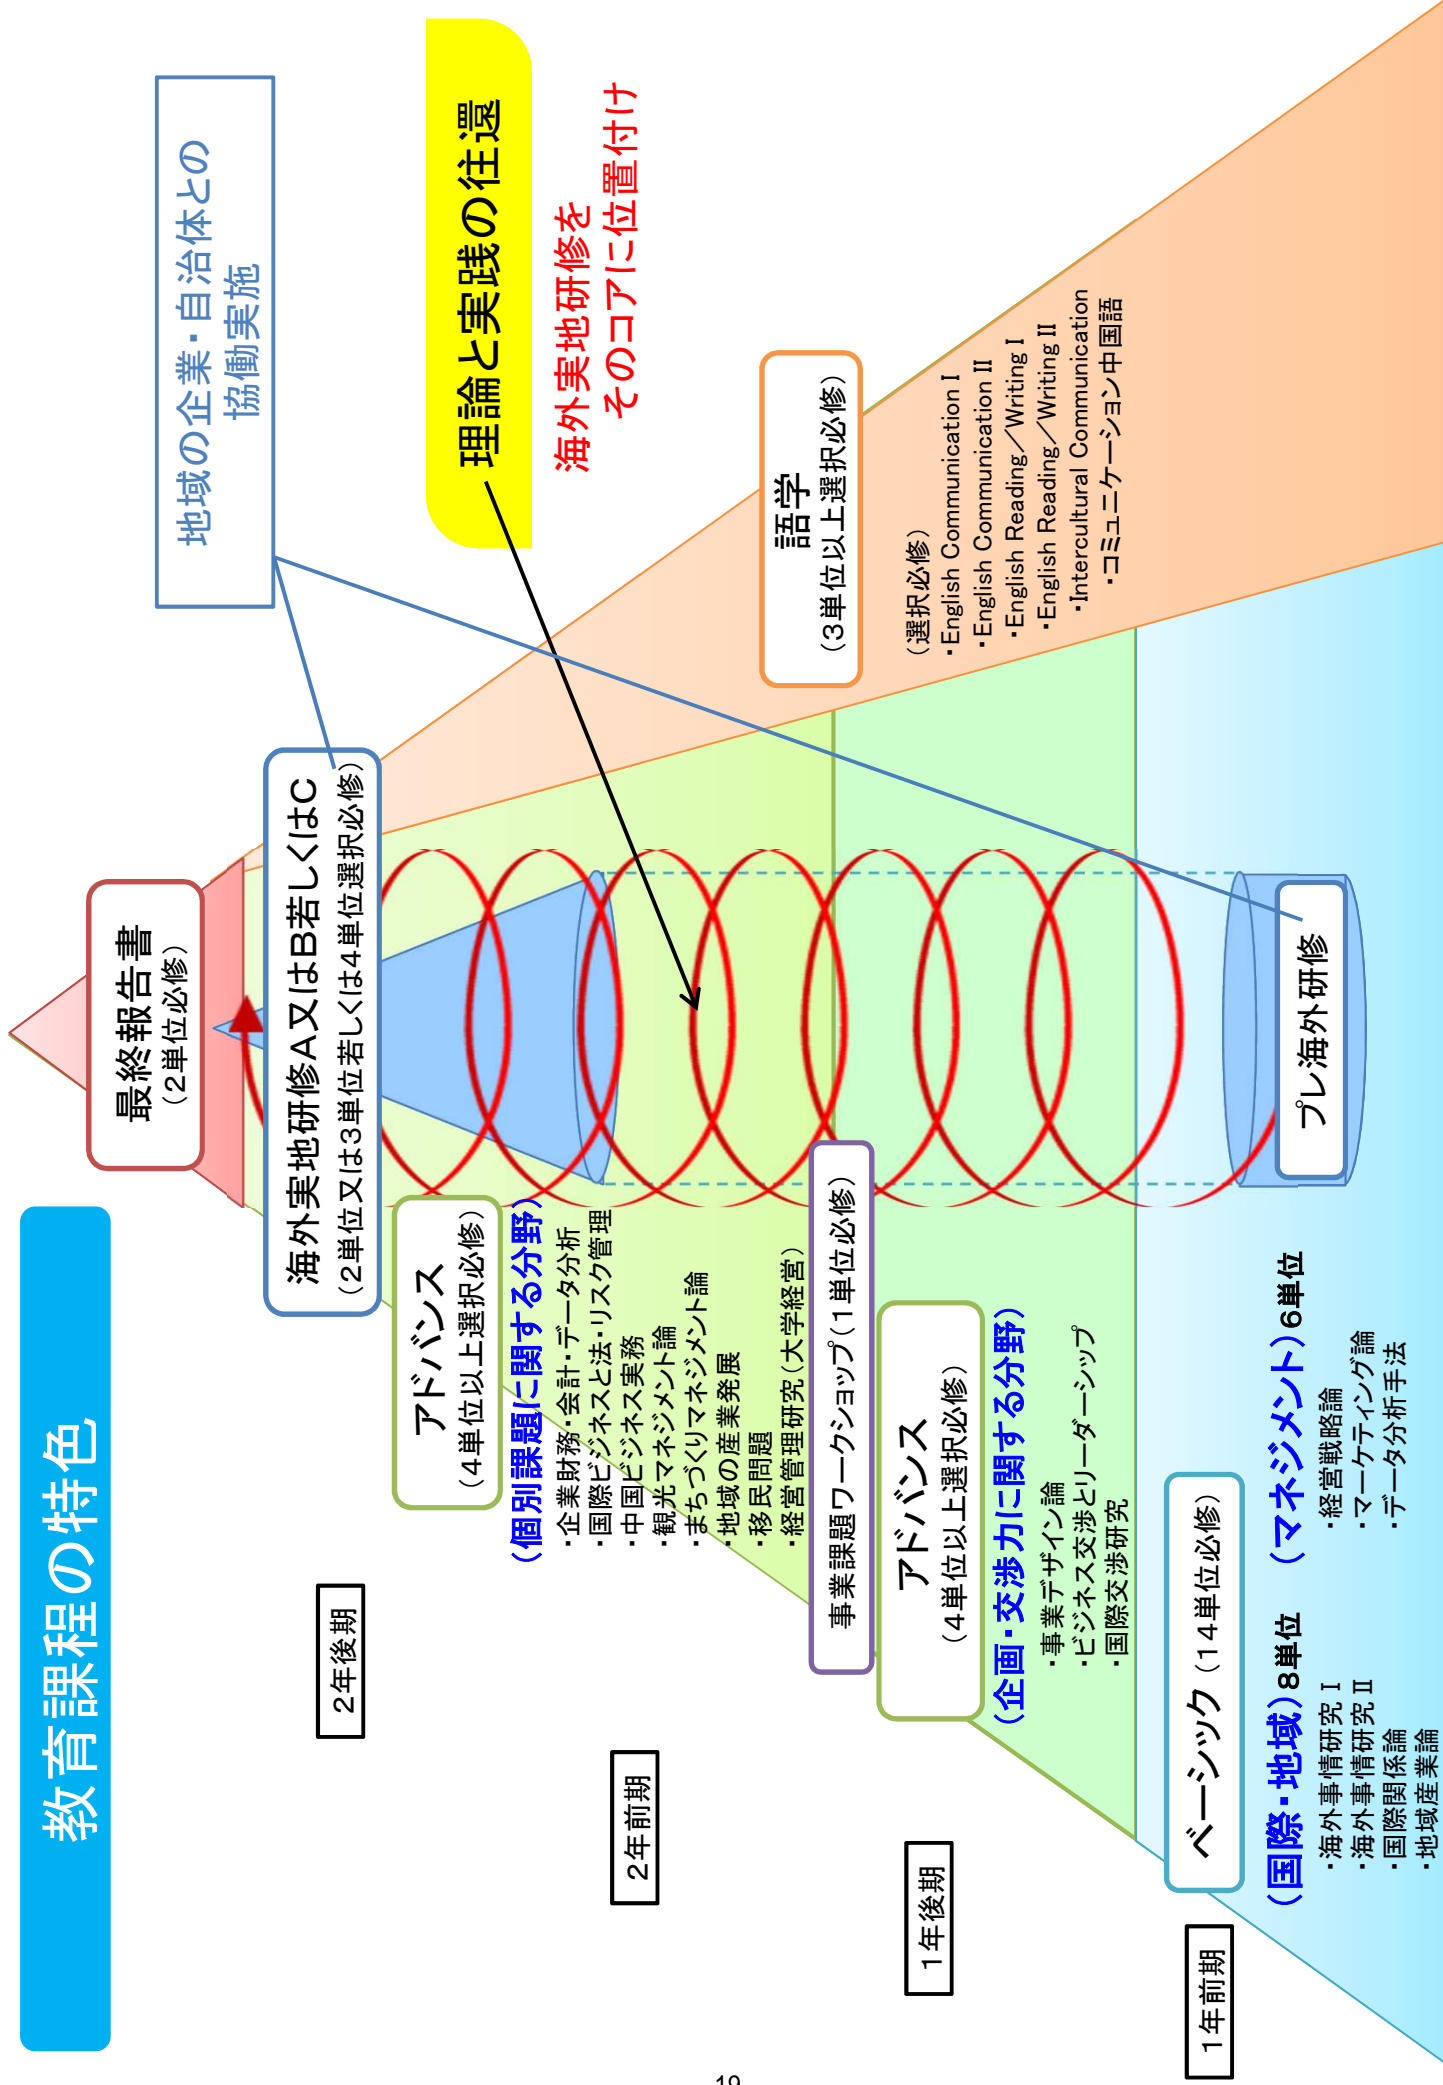 教育課程の特色
地域の企業・自治体との
協働実施
理論と実践の往還
海外実地研修を
そのコアに位置付け
最終報告書
（2単位必修）
海外実地研修A又はB若しくはC
（2単位又は3単位若しくは4単位選択必修）
2年後期
アドバンス
（4単位以上選択必修）
（個別課題に関する分野）
・企業財務・会計・データ分析
・国際ビジネスと法・リスク管理
・中国ビジネス実務
・観光マネジメント論
・まちづくりマネジメント論
・地域の産業発展
・移民問題
・経営管理研究（大学経営）
2年前期
語学
（3単位以上選択必修）
（選択必修）
・English Communication Ⅰ
・English Communication Ⅱ
・English Reading／Writing Ⅰ
・English Reading／Writing Ⅱ
・Intercultural Communication
・コミュニケーション中国語
事業課題ワークショップ（1単位必修）
アドバンス
（4単位以上選択必修）
（企画・交渉力に関する分野）
・事業デザイン論
・ビジネス交渉とリーダーシップ
・国際交渉研究
1年後期
ベーシック（14単位必修）
（国際・地域）8単位
・海外事情研究Ⅰ
・海外事情研究Ⅱ
・国際関係論
・地域産業論
（マネジメント）6単位
・経営戦略論
・マーケティング論
・データ分析手法
プレ海外研修
1年前期
19